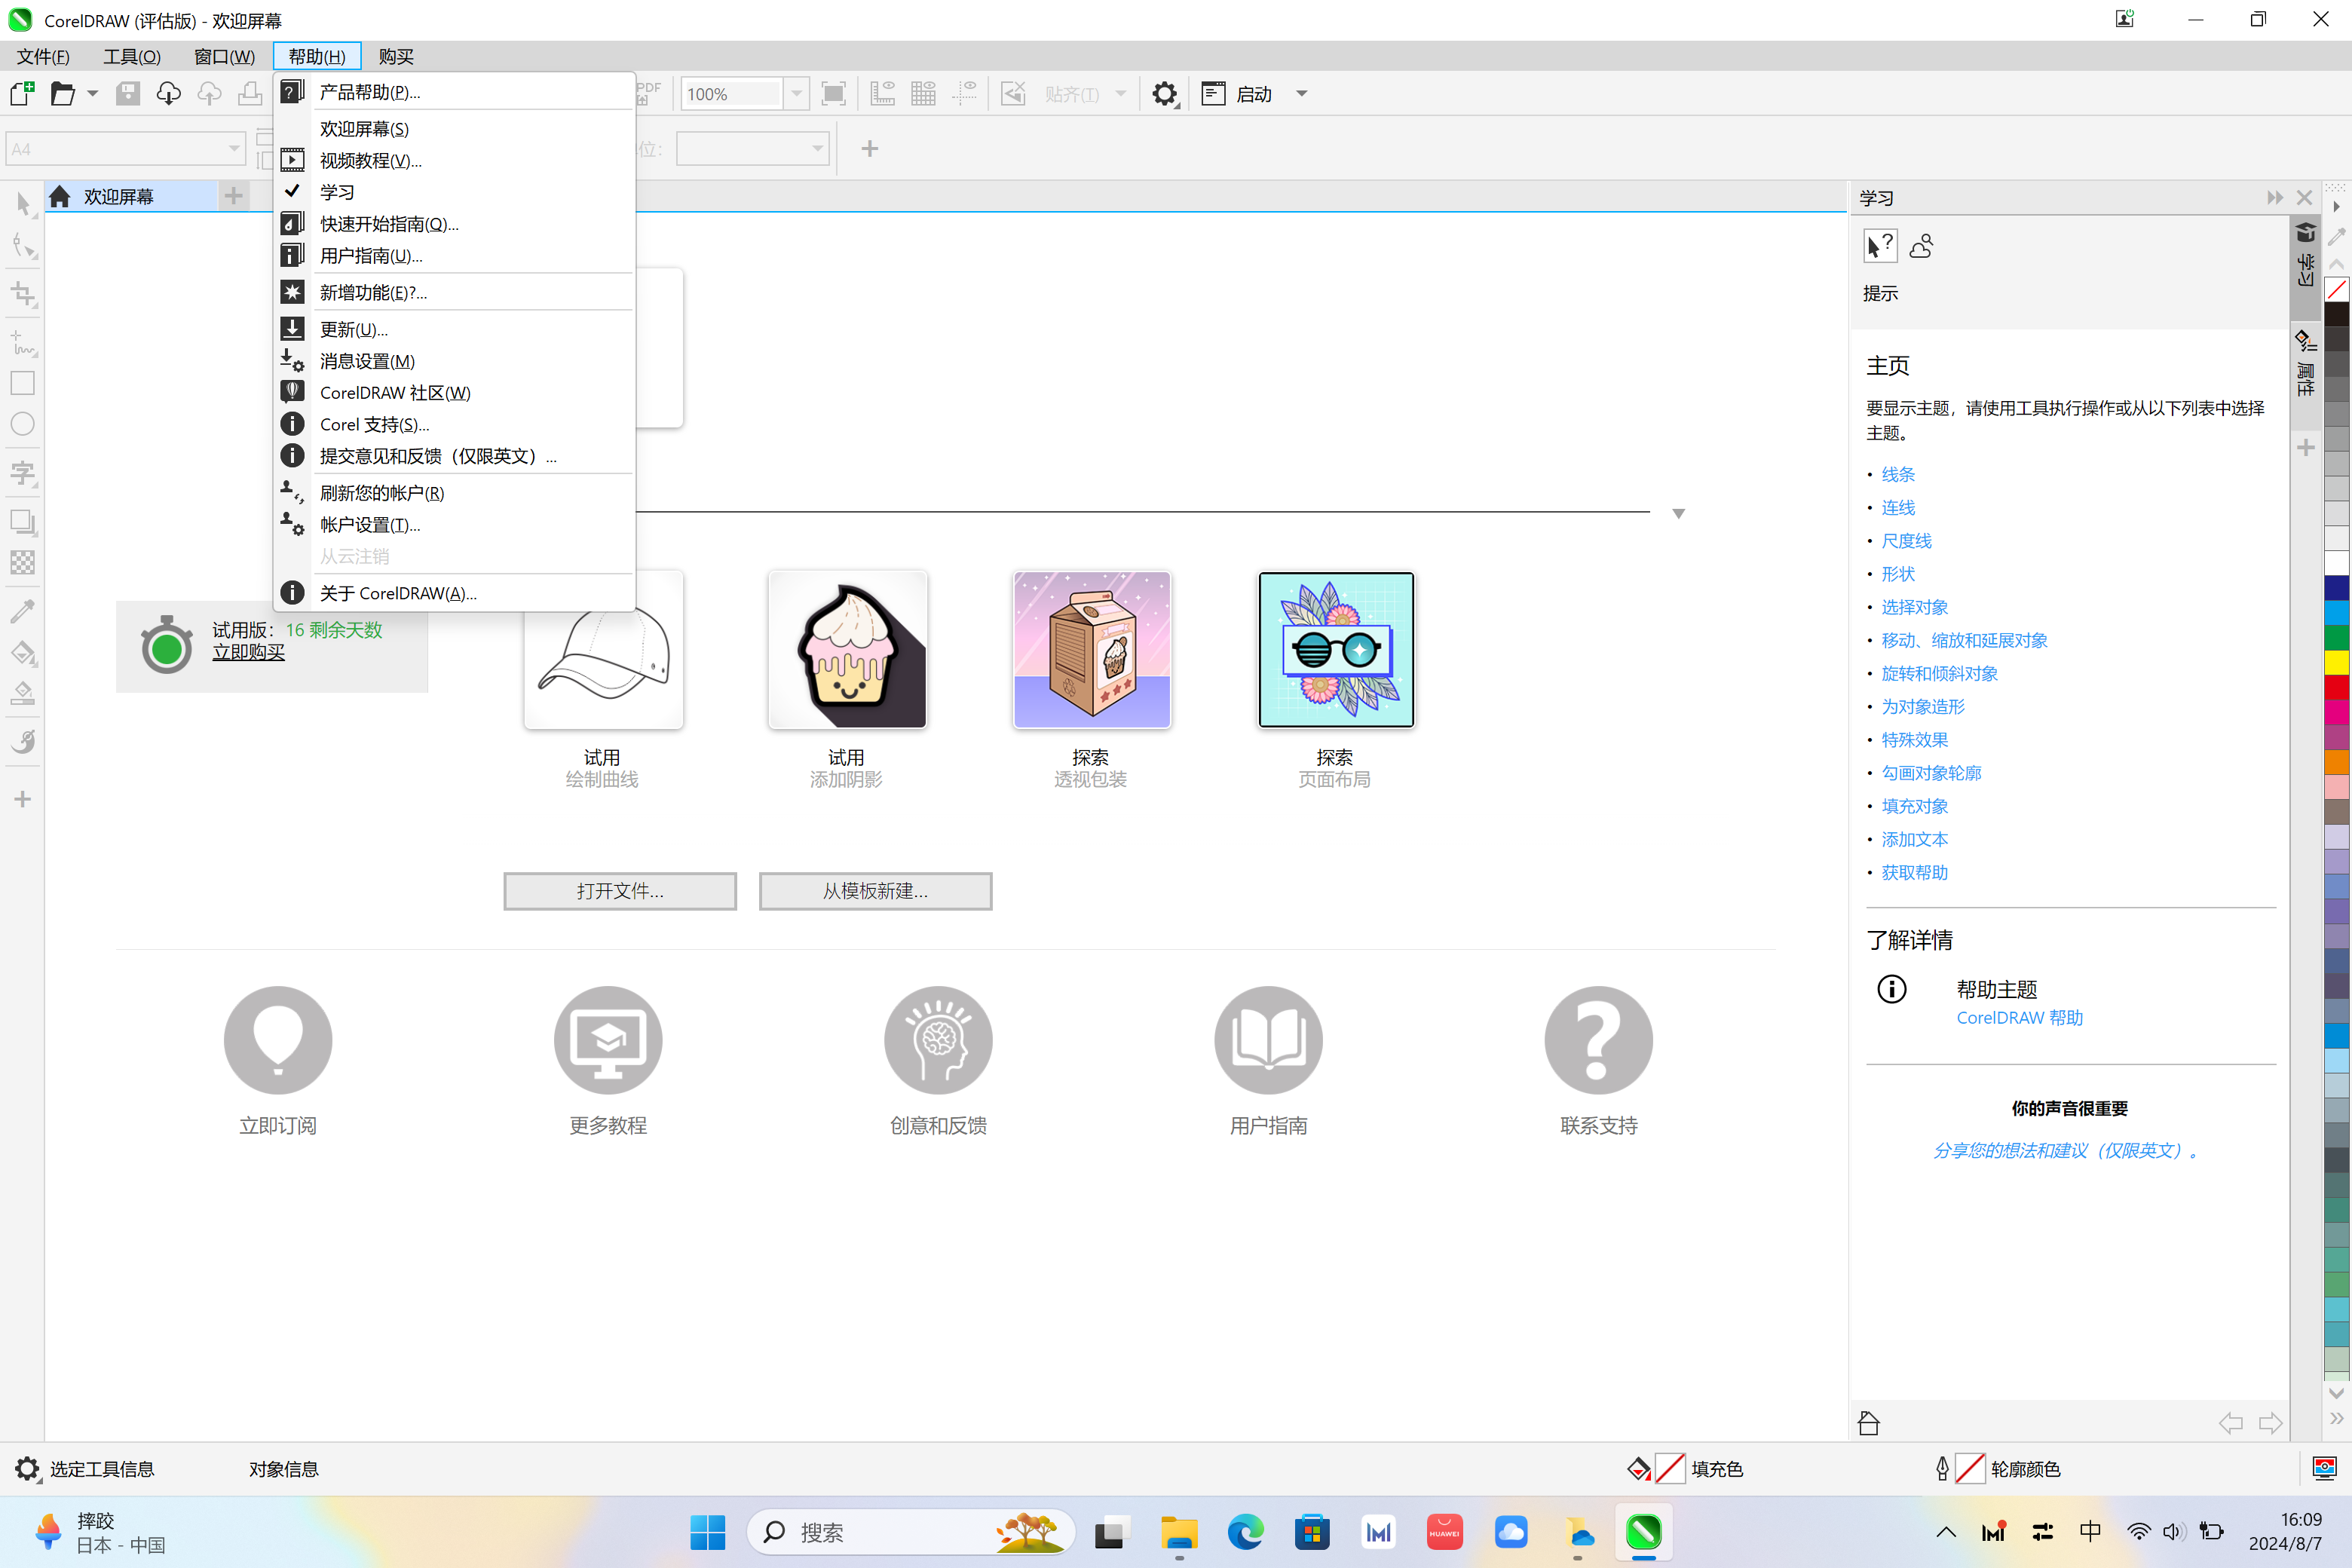 CorelDRAW (评估版) - 欢迎屏幕
文件(F)
工具(O)
窗口(W)
帮助(H)
购买
产品帮助(P)...
欢迎屏幕(S)
视频教程(V)...
学习
快速开始指南(Q)...
用户指南(U)...
新增功能(E)?...
更新(U)...
消息设置(M)
CorelDRAW 社区(W)
Corel 支持(S)...
提交意见和反馈（仅限英文）...
刷新您的帐户(R)
帐户设置(T)...
从云注销
关于 CorelDRAW(A)...
PDF
100%
贴齐(T)
启动
A4
位:
欢迎屏幕
试用版：16 剩余天数
立即购买
试用
绘制曲线
试用
添加阴影
探索
透视包装
探索
页面布局
打开文件...
从模板新建...
立即订阅
更多教程
创意和反馈
用户指南
联系支持
学习
提示
主页
要显示主题，请使用工具执行操作或从以下列表中选择
主题。
• 线条
• 连线
• 尺度线
• 形状
• 选择对象
• 移动、缩放和延展对象
• 旋转和倾斜对象
• 为对象造形
• 特殊效果
• 勾画对象轮廓
• 填充对象
• 添加文本
• 获取帮助
了解详情
帮助主题
CorelDRAW 帮助
你的声音很重要
分享您的想法和建议（仅限英文）。
学习
属性
字
选定工具信息
对象信息
填充色
轮廓颜色
摔跤
日本 - 中国
搜索
HUAWEI
中
16:09
2024/8/7